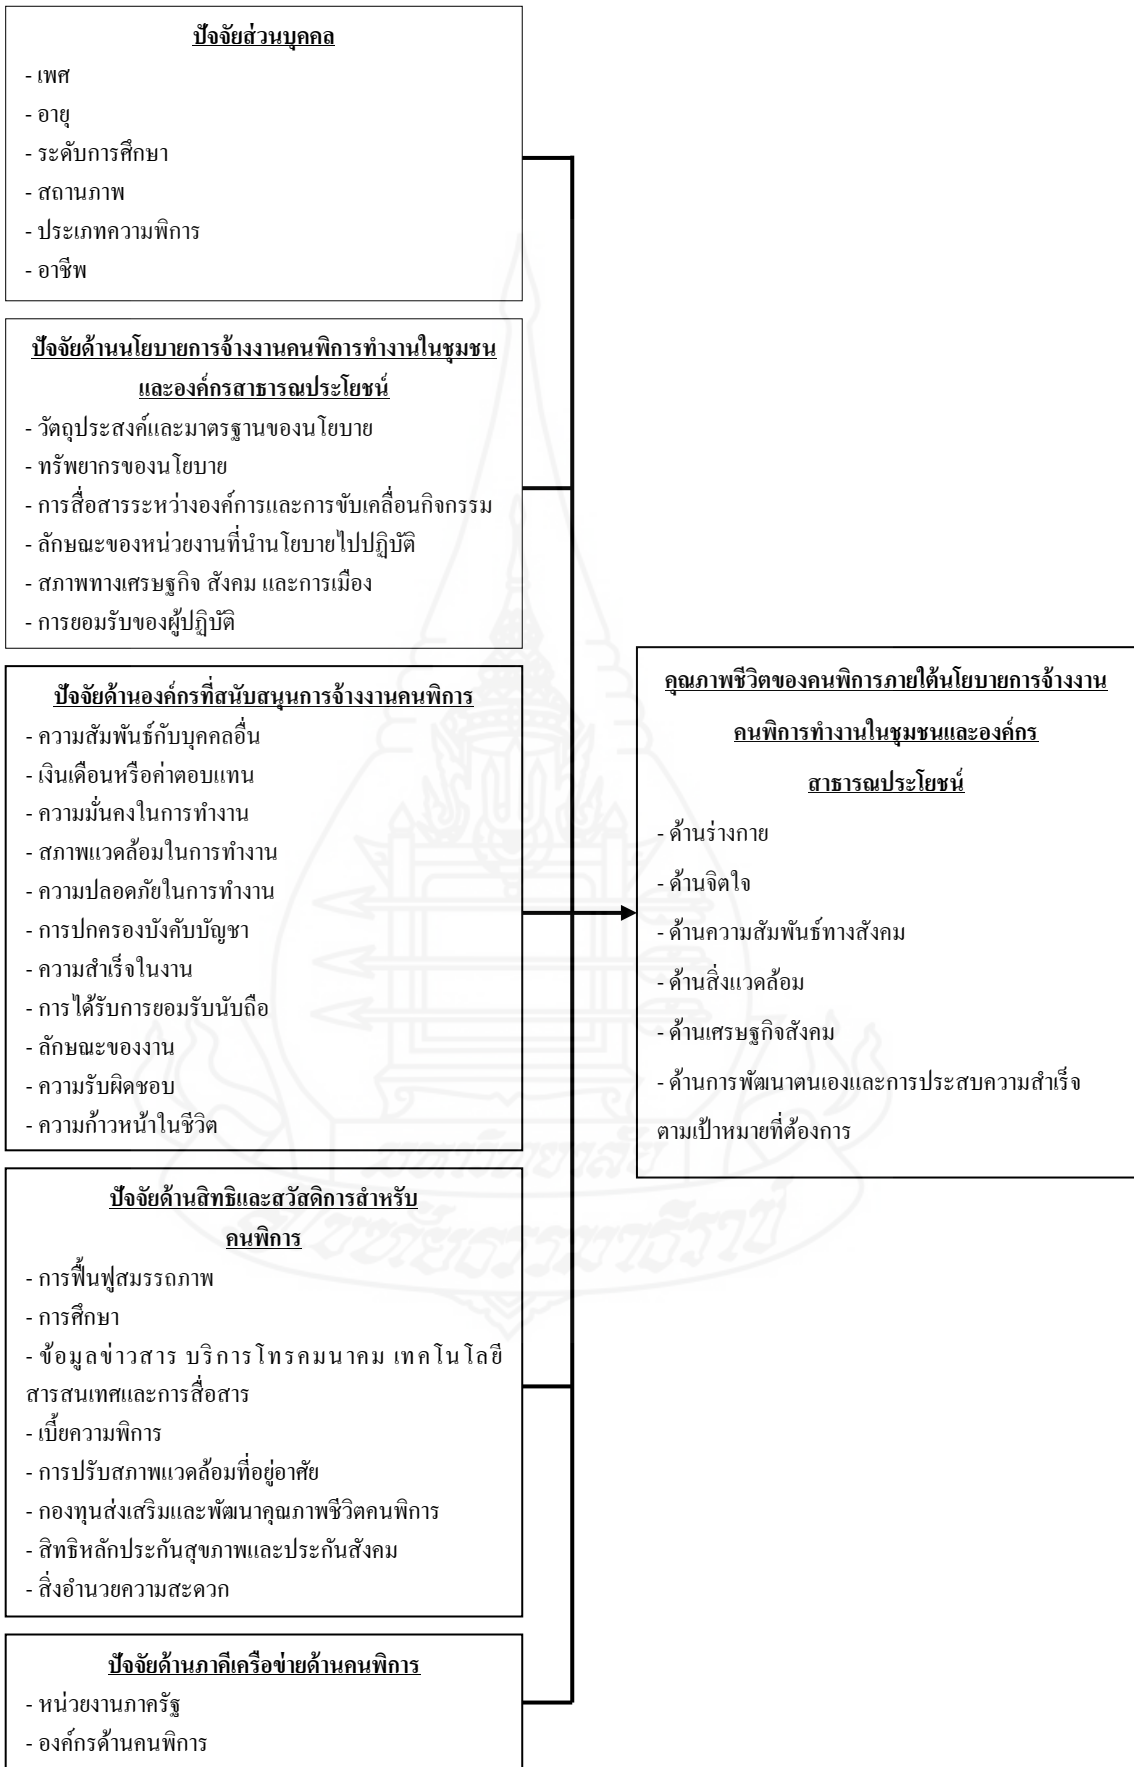 ปัจจัยส่วนบุคคล
- เพศ
- อายุ
- ระดับการศึกษา
- สถานภาพ
- ประเภทความพิการ
- อาชีพ
ปัจจัยด้านนโยบายการจ้างงานคนพิการทำงานในชุมชน
และองค์กรสาธารณประโยชน์
- วัตถุประสงค์และมาตรฐานของนโยบาย
- ทรัพยากรของนโยบาย
- การสื่อสารระหว่างองค์การและการขับเคลื่อนกิจกรรม
- ลักษณะของหน่วยงานที่นำนโยบายไปปฏิบัติ
- สภาพทางเศรษฐกิจ สังคม และการเมือง
- การยอมรับของผู้ปฏิบัติ
ปัจจัยด้านองค์กรที่สนับสนุนการจ้างงานคนพิการ
- ความสัมพันธ์กับบุคคลอื่น
- เงินเดือนหรือค่าตอบแทน
- ความมั่นคงในการทำงาน
- สภาพแวดล้อมในการทำงาน
- ความปลอดภัยในการทำงาน
- การปกครองบังคับบัญชา
- ความสำเร็จในงาน
- การได้รับการยอมรับนับถือ
- ลักษณะของงาน
- ความรับผิดชอบ
- ความก้าวหน้าในชีวิต
ปัจจัยด้านสิทธิและสวัสดิการสำหรับ
คนพิการ
- การฟื้นฟูสมรรถภาพ
- การศึกษา
- ข้อมูลข่าวสาร บริการโทรคมนาคม เทคโนโลยี
สารสนเทศและการสื่อสาร
- เบี้ยความพิการ
- การปรับสภาพแวดล้อมที่อยู่อาศัย
- กองทุนส่งเสริมและพัฒนาคุณภาพชีวิตคนพิการ
- สิทธิหลักประกันสุขภาพและประกันสังคม
- สิ่งอำนวยความสะดวก
ปัจจัยด้านภาคีเครือข่ายด้านคนพิการ
- หน่วยงานภาครัฐ
- องค์กรด้านคนพิการ
คุณภาพชีวิตของคนพิการภายใต้นโยบายการจ้างงาน
คนพิการทำงานในชุมชนและองค์กร
สาธารณประโยชน์
- ด้านร่างกาย
- ด้านจิตใจ
- ด้านความสัมพันธ์ทางสังคม
- ด้านสิ่งแวดล้อม
- ด้านเศรษฐกิจสังคม
- ด้านการพัฒนาตนเองและการประสบความสำเร็จ
ตามเป้าหมายที่ต้องการ
มหาวิทยาลัย
สุโขทัยธรรมาธิราช